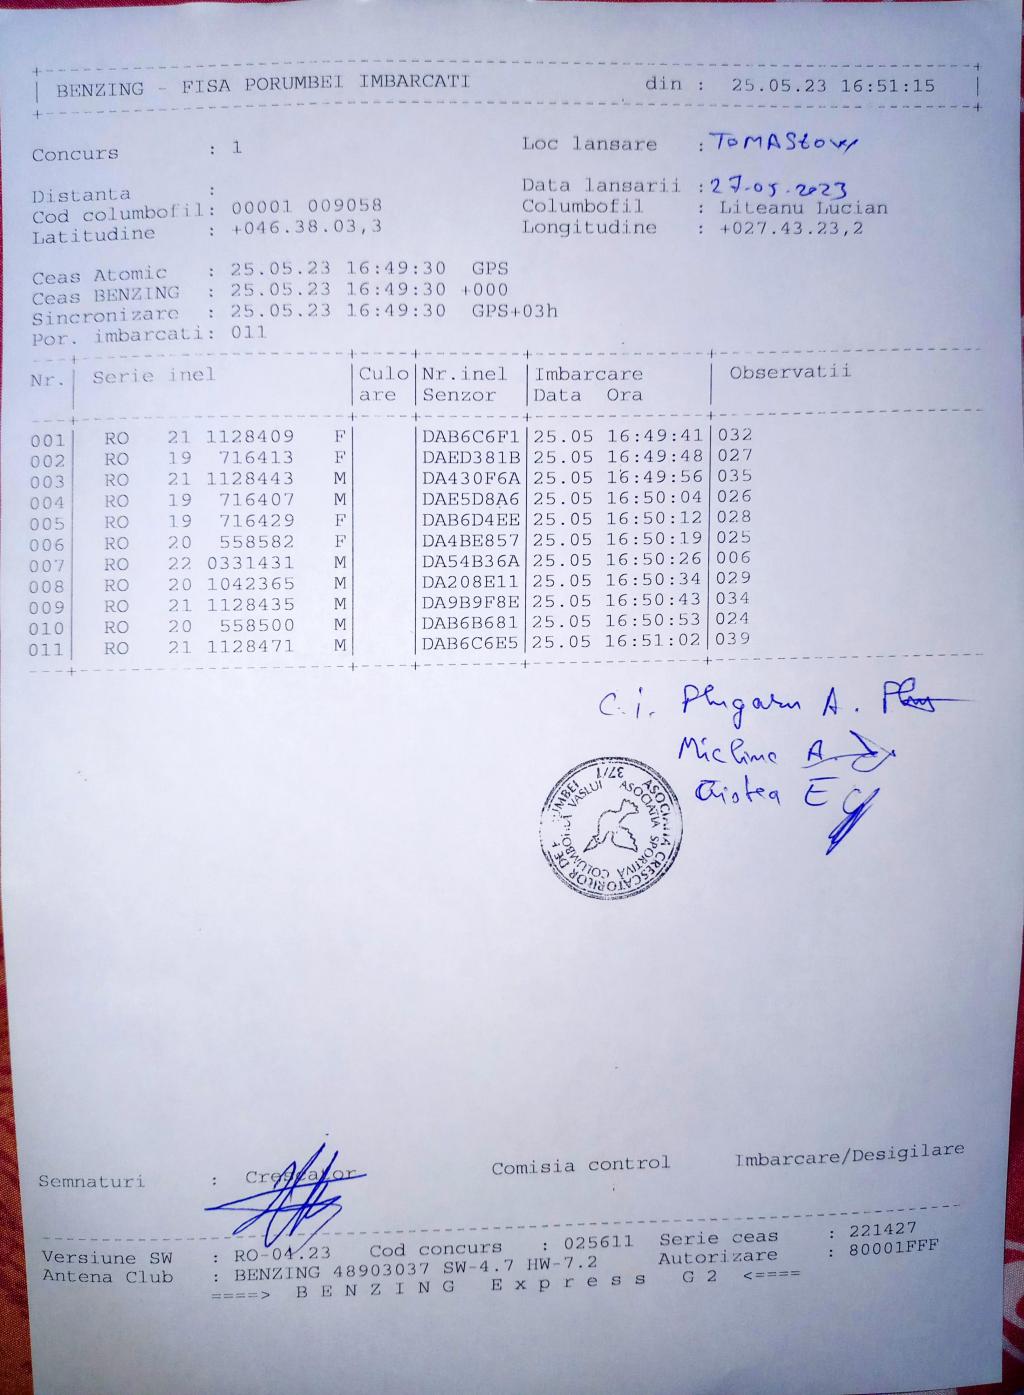 BENZING - FISA PORUMBEI IMBARCATI din : 25.05.23 16:51:15
Concurs : 1 Loc lansare : TOMASŁOW
Distanta : Data lansarii : 27.05.2023
Cod columbofil: 00001 009058 Columbofil : Liteanu Lucian
Latitudine : +046.38.03,3 Longitudine : +027.43.23,2
Ceas Atomic : 25.05.23 16:49:30 GPS
Ceas BENZING : 25.05.23 16:49:30 +000
Sincronizare : 25.05.23 16:49:30 GPS+03h
Por. imbarcati: 011
Nr. Serie inel Culo Nr.inel Imbarcare Observatii
are Senzor Data Ora
001 RO 21 1128409 F DAB6C6F1 25.05 16:49:41 032
002 RO 19 716413 F DAED381B 25.05 16:49:48 027
003 RO 21 1128443 M DA430F6A 25.05 16:49:56 035
004 RO 19 716407 M DAE5D8A6 25.05 16:50:04 026
005 RO 19 716429 F DAB6D4EE 25.05 16:50:12 028
006 RO 20 558582 F DA4BE857 25.05 16:50:19 025
007 RO 22 0331431 M DA54B36A 25.05 16:50:26 006
008 RO 20 1042365 M DA208E11 25.05 16:50:34 029
009 RO 21 1128435 M DA9B9F8E 25.05 16:50:43 034
010 RO 20 558500 M DA6B6681 25.05 16:50:53 024
011 RO 21 1128471 M DAB6C6E5 25.05 16:51:02 039
C.i. Plugaru A.
A.
Cristea E
ASOCIATIA CRESCATORILOR DE
ASOCIATIA SPORTIVĂ COLUMBOFILĂ VASLUI
Semnaturi : Crescator Comisia control Imbarcare/Desigilare
Versiune SW : RO-04.23 Cod concurs : 025611 Serie ceas : 221427
Antena Club : BENZING 48903037 SW-4.7 HW-7.2 Autorizare : 80001FFF
====> B E N Z I N G E x p r e s s G 2 <====